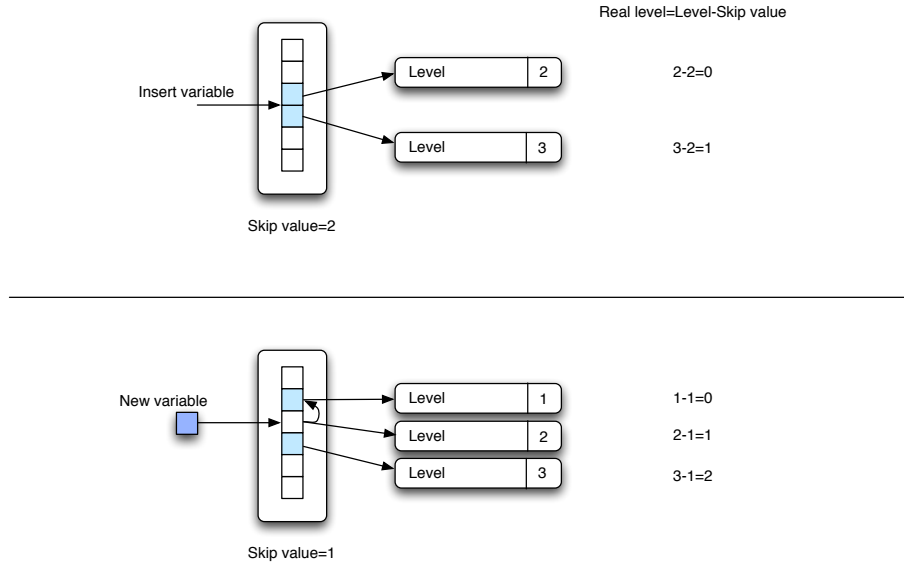 Real level=Level-Skip value
Level 2 2-2=0
Insert variable
Level 3 3-2=1
Skip value=2
New variable
Level 1 1-1=0
Level 2 2-1=1
Level 3 3-1=2
Skip value=1